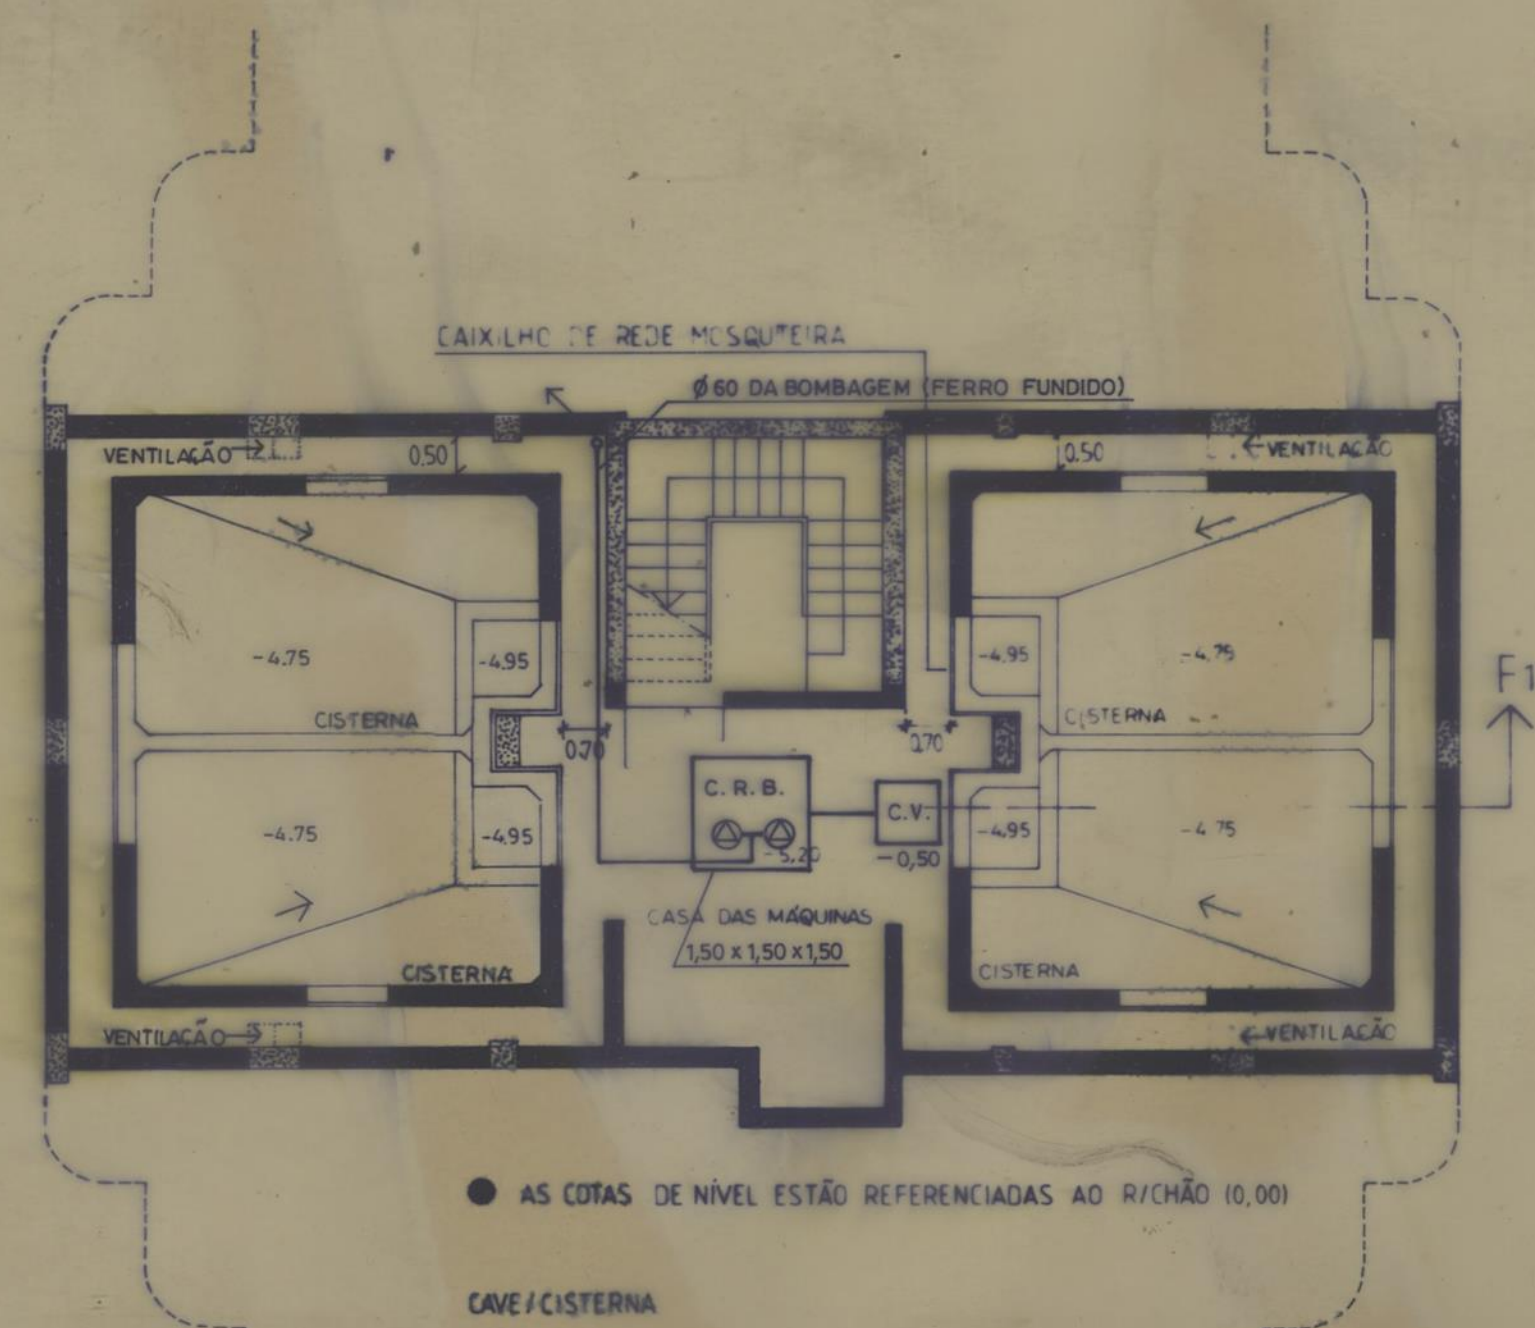 CAIXILHO DE REDE MOSQUITEIRA
Ø 60 DA BOMBAGEM (FERRO FUNDIDO)
VENTILAÇÃO
0.50
0.50
VENTILAÇÃO
-4.75
-4.95
-4.95
-4.75
F1
CISTERNA
CISTERNA
0.70
0.70
C. R. B.
C.V.
-4.75
-4.95
-4.95
-4.75
-5,20
-0,50
CASA DAS MÁQUINAS
1,50 x 1,50 x 1,50
CISTERNA
CISTERNA
VENTILAÇÃO
VENTILAÇÃO
AS COTAS DE NÍVEL ESTÃO REFERENCIADAS AO R/CHÃO (0,00)
CAVE/CISTERNA